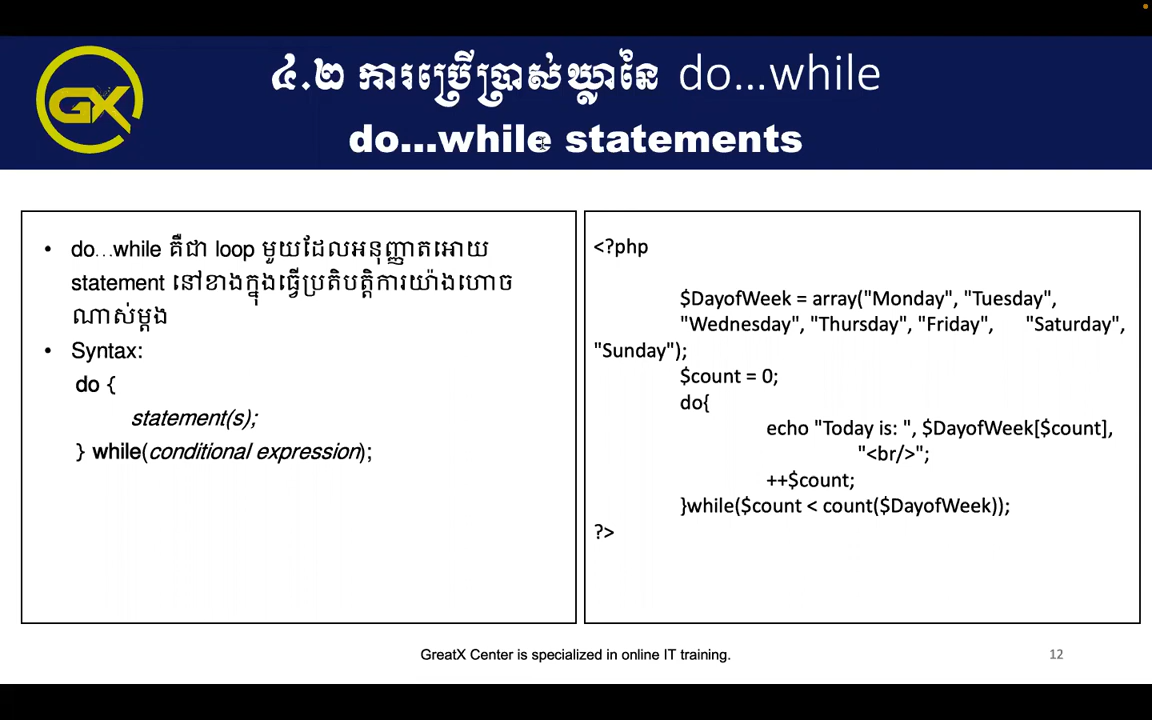 GX
៤.២ ការប្រើប្រាស់ឃ្លានៃ do...while
do...while statements
• do...while គឺជា loop មួយដែលអនុញ្ញាតអោយ
statement នៅខាងក្នុងធ្វើប្រតិបត្តិការយ៉ាងហោច
ណាស់ម្តង
• Syntax:
do {
statement(s);
} while(conditional expression);
<?php
$DayofWeek = array("Monday", "Tuesday",
"Wednesday", "Thursday", "Friday", "Saturday",
"Sunday");
$count = 0;
do{
echo "Today is: ", $DayofWeek[$count],
"<br/>";
++$count;
}while($count < count($DayofWeek));
?>
GreatX Center is specialized in online IT training.
12